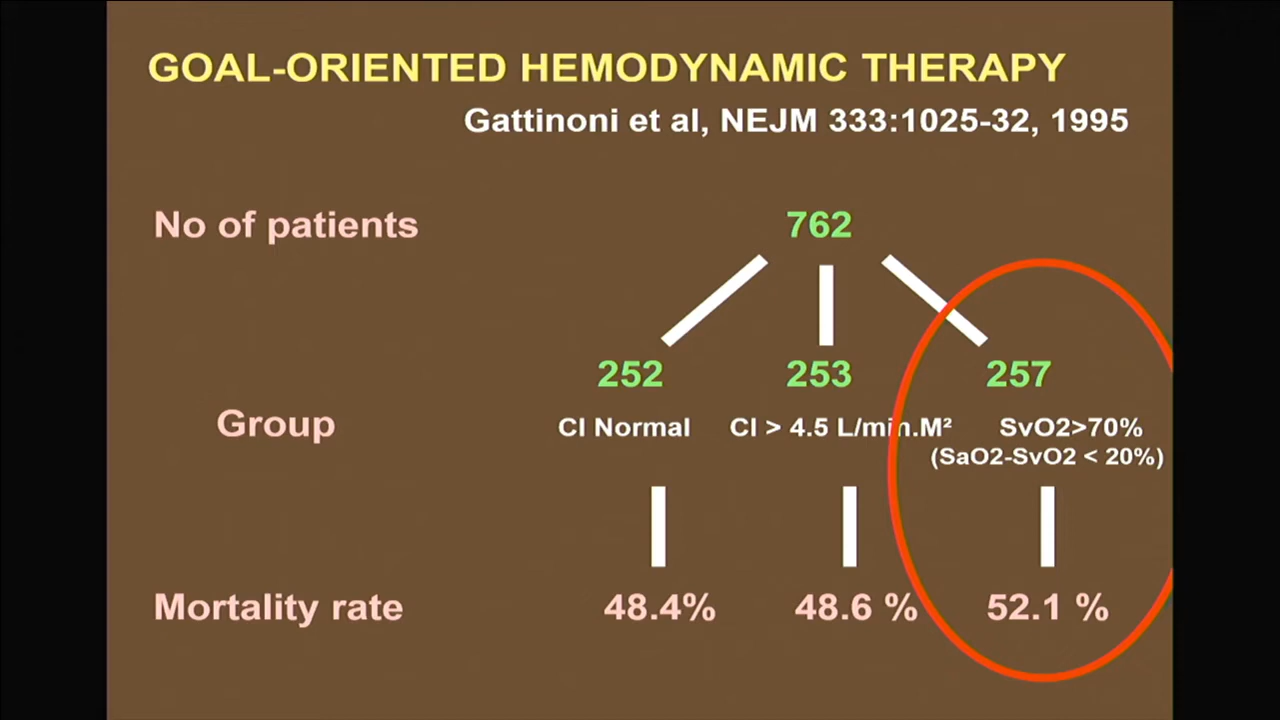 GOAL-ORIENTED HEMODYNAMIC THERAPY
Gattinoni et al, NEJM 333:1025-32, 1995
No of patients 762
252 253 257
Group CI Normal CI > 4.5 L/min.M² SvO2>70%
(SaO2-SvO2 < 20%)
Mortality rate 48.4% 48.6 % 52.1 %